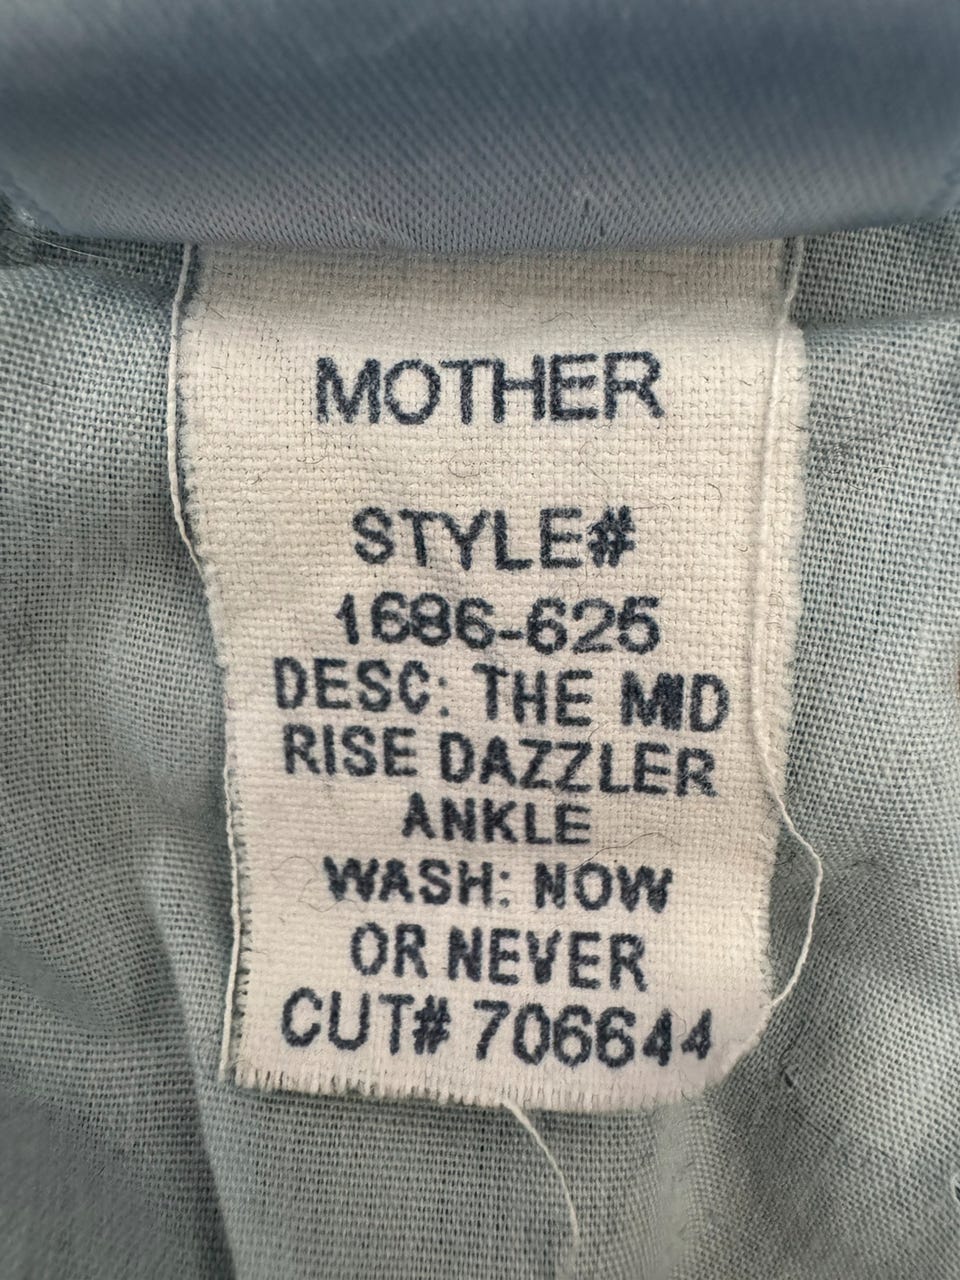 MOTHER
STYLE#
1686-625
DESC: THE MID
RISE DAZZLER
ANKLE
WASH: NOW
OR NEVER
CUT# 706644